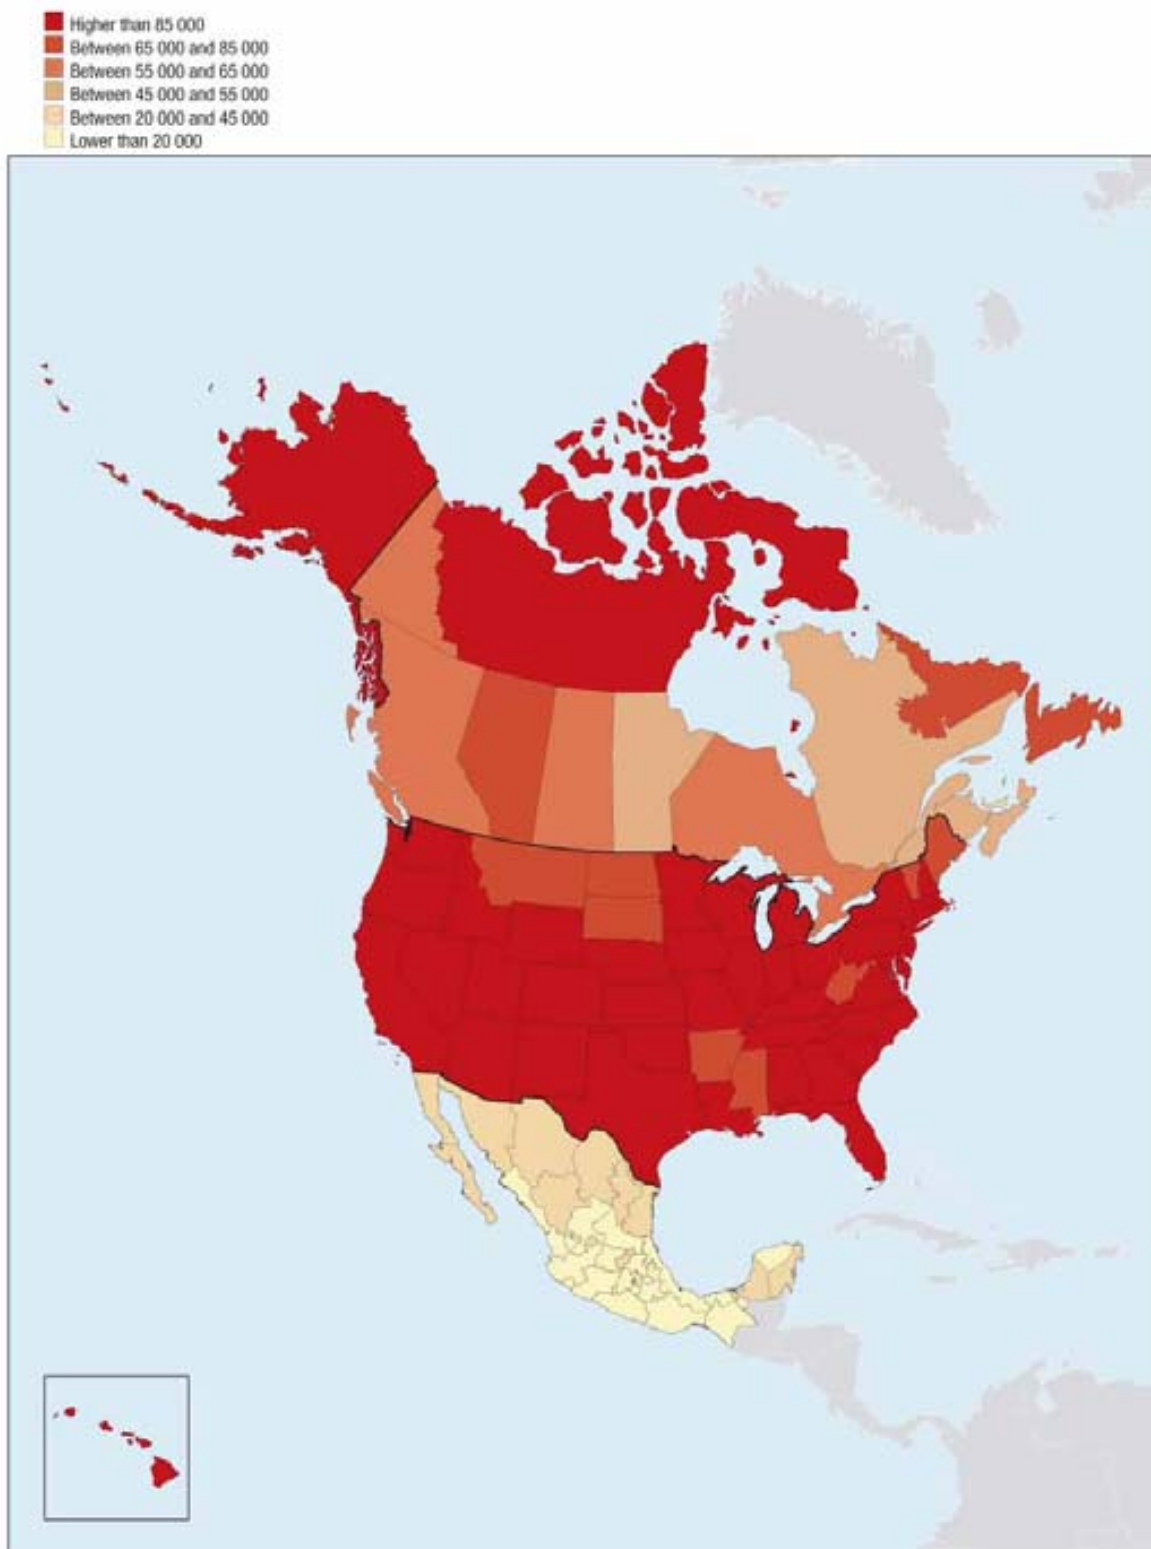 Higher than 85 000
Between 65 000 and 85 000
Between 55 000 and 65 000
Between 45 000 and 55 000
Between 20 000 and 45 000
Lower than 20 000